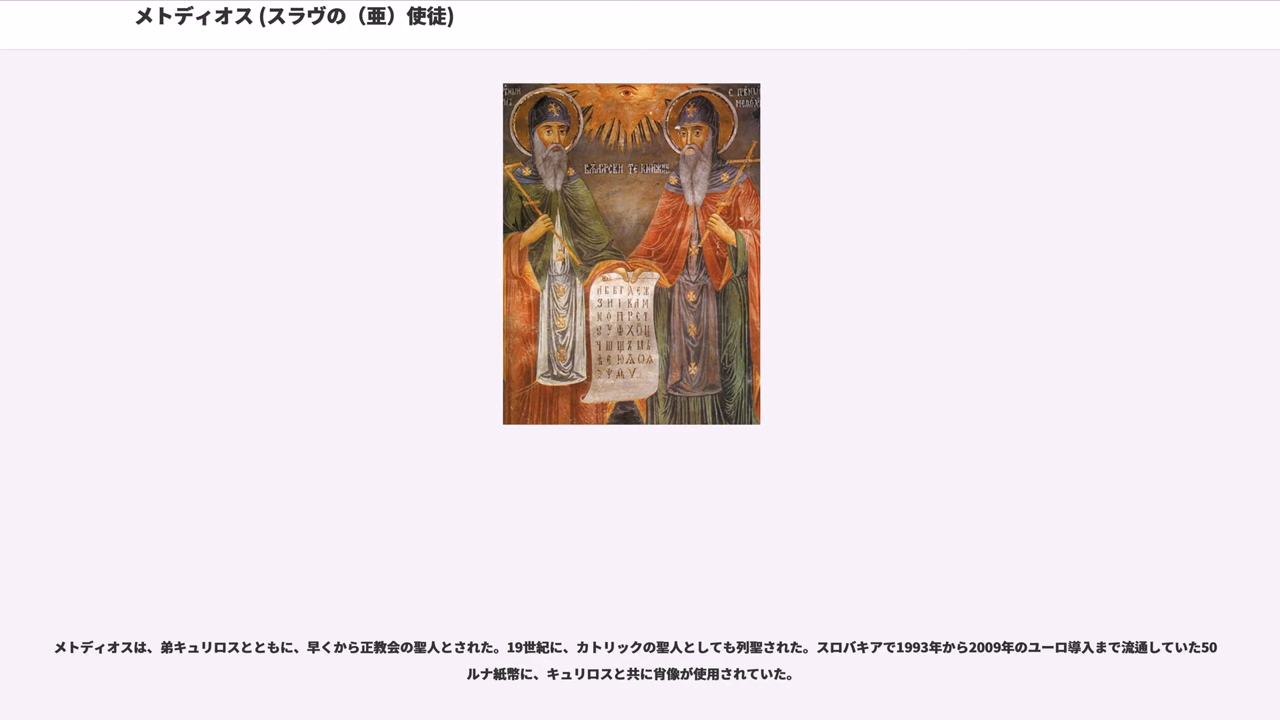 メトディオス (スラヴの（亜）使徒)
メトディオスは、弟キュリロスとともに、早くから正教会の聖人とされた。19世紀に、カトリックの聖人としても列聖された。スロバキアで1993年から2009年のユーロ導入まで流通していた50
ルナ紙幣に、キュリロスと共に肖像が使用されていた。